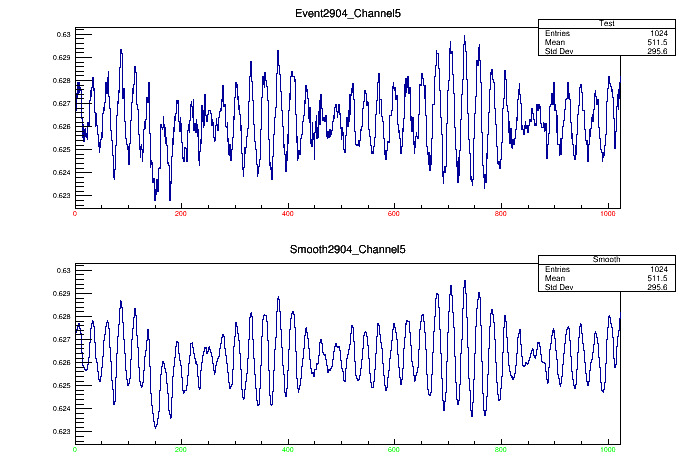 Event2904_Channel5
Test
Entries 1024
Mean 511.5
Std Dev 295.6
0.63
0.629
0.628
0.627
0.626
0.625
0.624
0.623
0 200 400 600 800 1000
Smooth2904_Channel5
Smooth
Entries 1024
Mean 511.5
Std Dev 295.6
0.63
0.629
0.628
0.627
0.626
0.625
0.624
0.623
0 200 400 600 800 1000